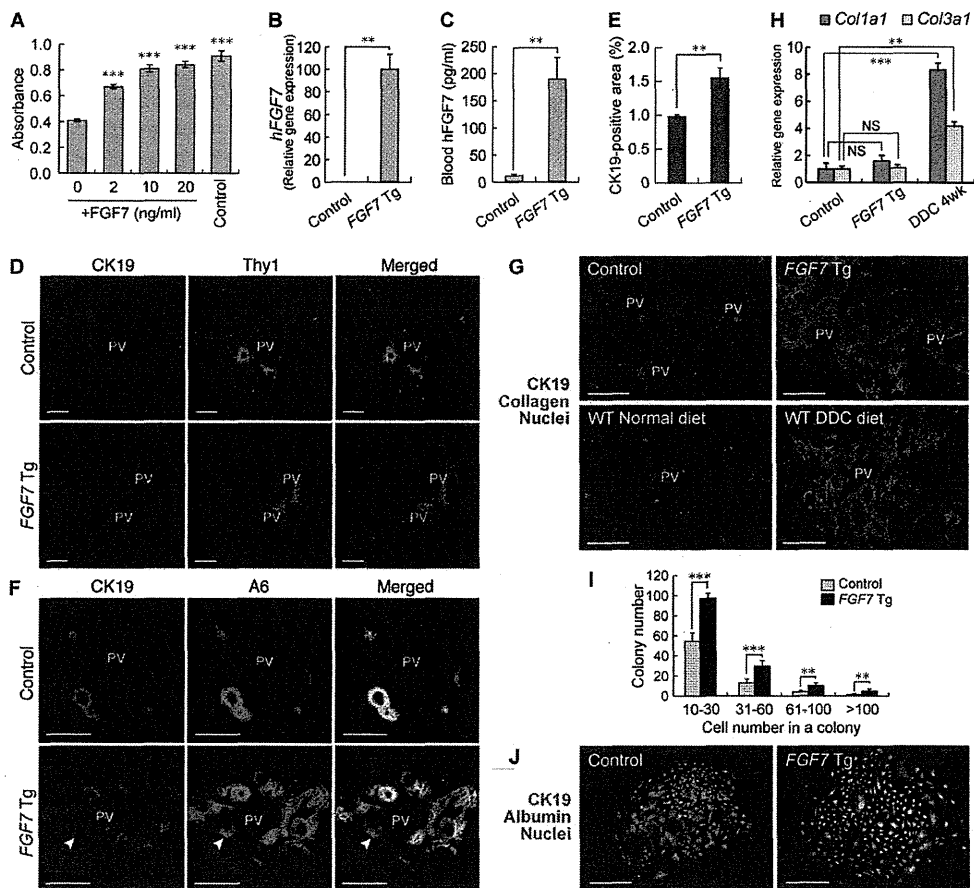 A
Absorbance
1.0
0.8
0.6
0.4
0.2
0
***
***
***
***
0 2 10 20 Control
+FGF7 (ng/ml)
B
hFGF7
(Relative gene expression)
120
100
80
60
40
20
0
**
Control
FGF7 Tg
C
Blood hFGF7 (pg/ml)
250
200
150
100
50
0
**
Control
FGF7 Tg
E
CK19-positive area (%)
2.0
1.5
1.0
0.5
0
**
Control
FGF7 Tg
H
Col1a1 Col3a1
Relative gene expression
10
8
6
4
2
0
**
***
NS
NS
Control
FGF7 Tg
DDC 4wk
D
CK19 Thy1 Merged
Control
PV PV PV
FGF7 Tg
PV PV PV
PV PV PV
F
CK19 A6 Merged
Control
PV PV PV
FGF7 Tg
PV PV PV
G
CK19
Collagen
Nuclei
Control
PV PV
PV
FGF7 Tg
PV PV
WT Normal diet
PV
WT DDC diet
PV
I
Colony number
120
100
80
60
40
20
0
Control
FGF7 Tg
***
***
**
**
10-30 31-60 61-100 >100
Cell number in a colony
J
CK19
Albumin
Nuclei
Control
FGF7 Tg